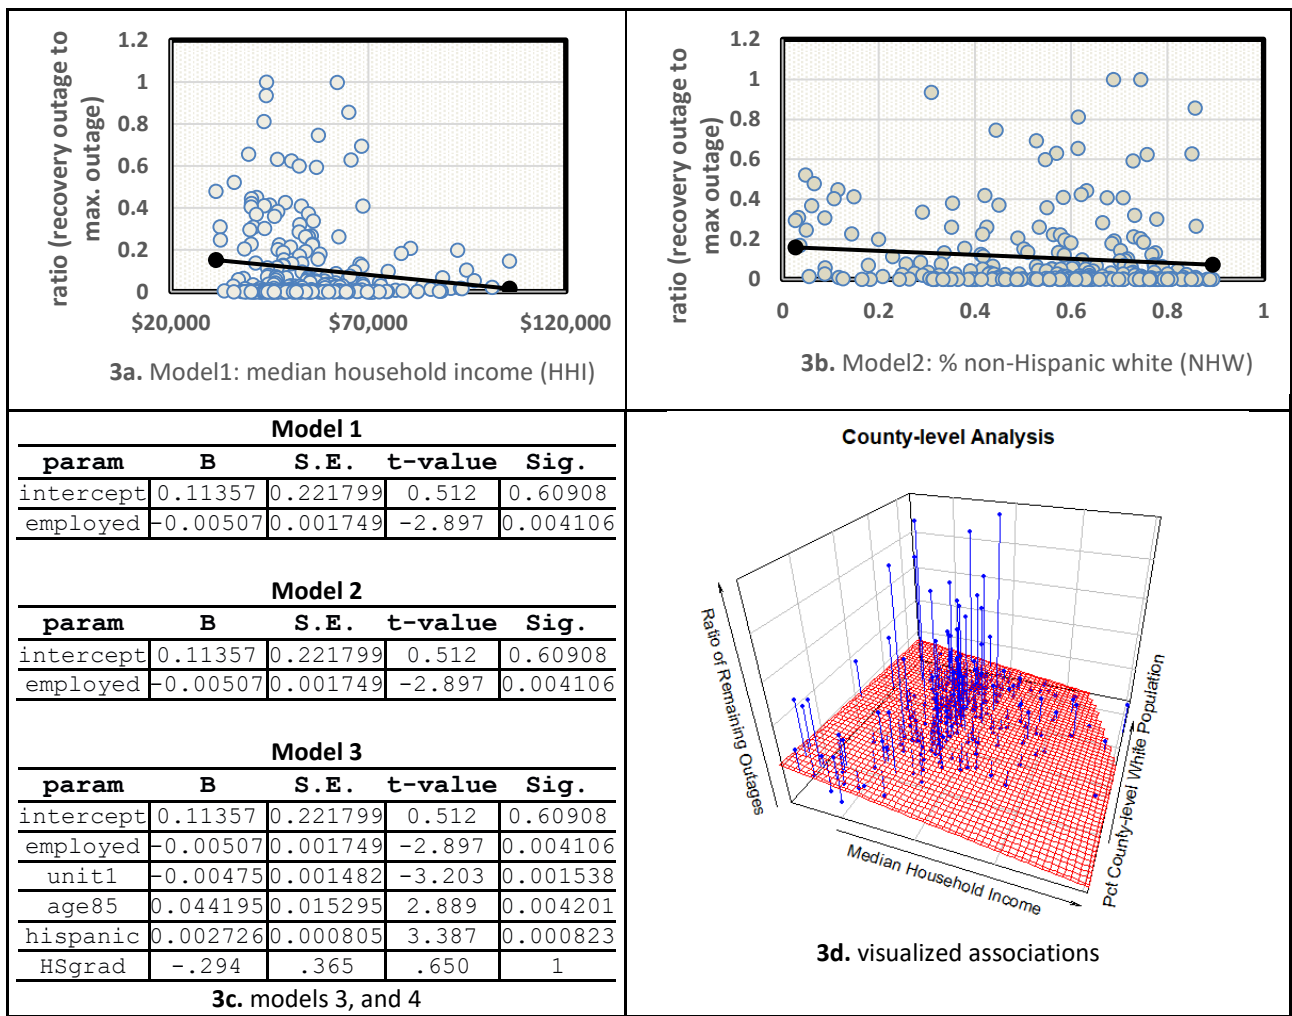 ratio (recovery outage to
max. outage)
1.2
1
0.8
0.6
0.4
0.2
0
$20,000 $70,000 $120,000
3a. Model1: median household income (HHI)
ratio (recovery outage to
max outage)
1.2
1
0.8
0.6
0.4
0.2
0
0 0.2 0.4 0.6 0.8 1
3b. Model2: % non-Hispanic white (NHW)
Model 1
param B S.E. t-value Sig.
intercept 0.11357 0.221799 0.512 0.60908
employed -0.00507 0.001749 -2.897 0.004106
Model 2
param B S.E. t-value Sig.
intercept 0.11357 0.221799 0.512 0.60908
employed -0.00507 0.001749 -2.897 0.004106
Model 3
param B S.E. t-value Sig.
intercept 0.11357 0.221799 0.512 0.60908
employed -0.00507 0.001749 -2.897 0.004106
unit1 -0.00475 0.001482 -3.203 0.001538
age85 0.044195 0.015295 2.889 0.004201
hispanic 0.002726 0.000805 3.387 0.000823
HSgrad -.294 .365 .650 1
3c. models 3, and 4
County-level Analysis
Ratio of Remaining Outages
Median Household Income
Pct County-level White Population
3d. visualized associations